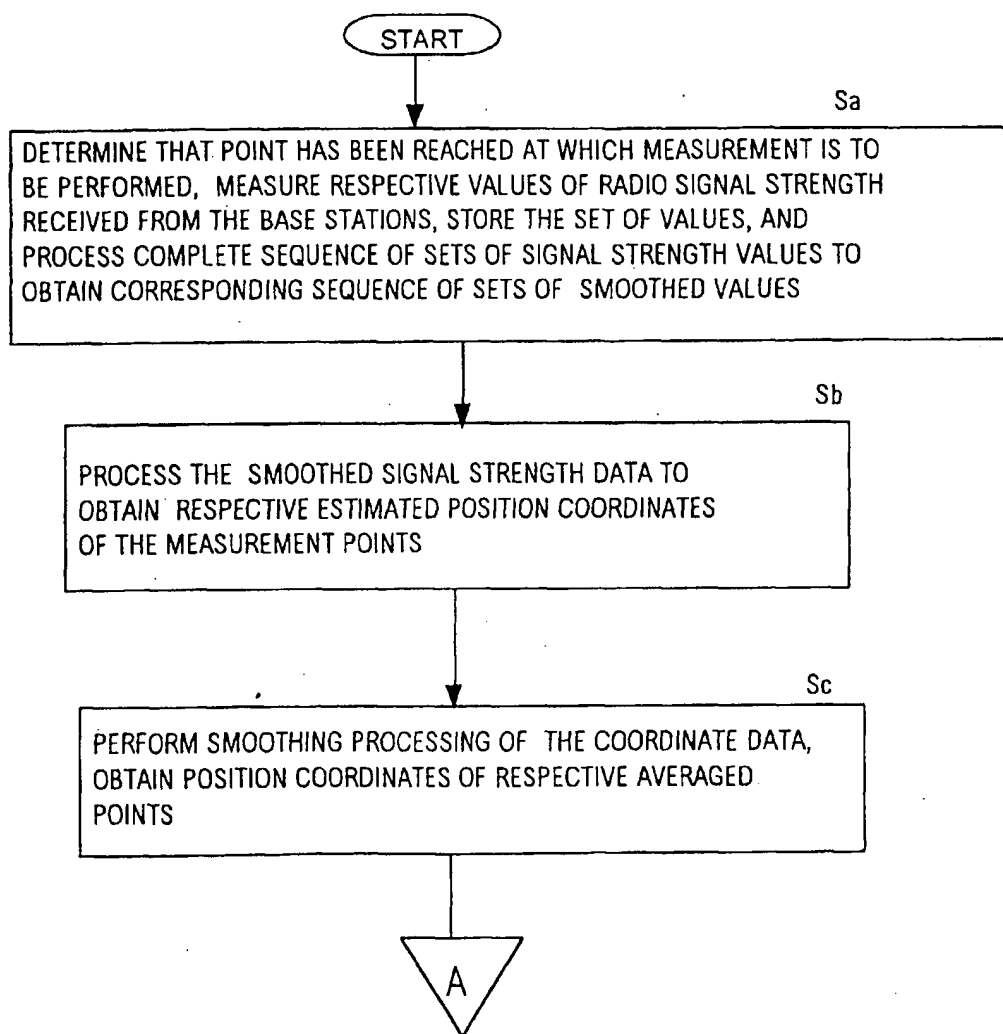 START
Sa
DETERMINE THAT POINT HAS BEEN REACHED AT WHICH MEASUREMENT IS TO
BE PERFORMED, MEASURE RESPECTIVE VALUES OF RADIO SIGNAL STRENGTH
RECEIVED FROM THE BASE STATIONS, STORE THE SET OF VALUES, AND
PROCESS COMPLETE SEQUENCE OF SETS OF SIGNAL STRENGTH VALUES TO
OBTAIN CORRESPONDING SEQUENCE OF SETS OF SMOOTHED VALUES
Sb
PROCESS THE SMOOTHED SIGNAL STRENGTH DATA TO
OBTAIN RESPECTIVE ESTIMATED POSITION COORDINATES
OF THE MEASUREMENT POINTS
Sc
PERFORM SMOOTHING PROCESSING OF THE COORDINATE DATA,
OBTAIN POSITION COORDINATES OF RESPECTIVE AVERAGED
POINTS
A